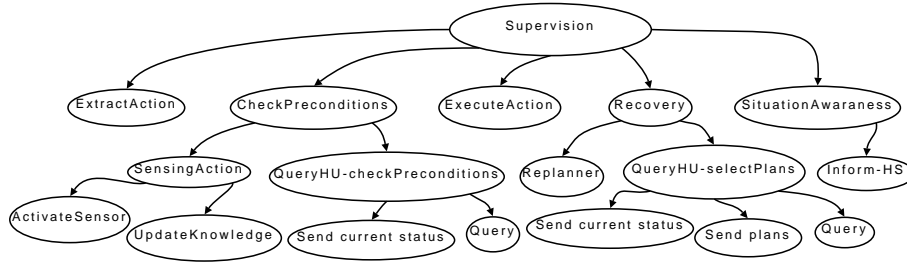 Supervision
ExtractAction
CheckPreconditions
ExecuteAction
Recovery
SituationAwaraness
SensingAction
QueryHU-checkPreconditions
Replanner
QueryHU-selectPlans
Inform-HS
ActivateSensor
UpdateKnowledge
Send current status
Query
Send current status
Send plans
Query